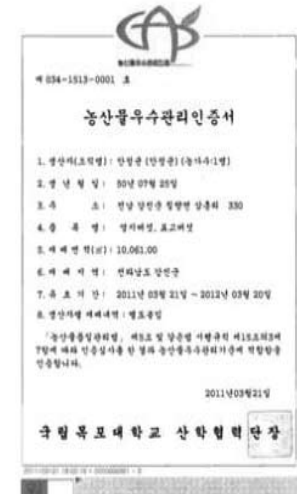 GAP
농산물우수관리인증
제 034-1513-0001 호
농산물우수관리인증서
1. 생산자(조직명) : 안정균 (안정균) (농가수:1명)
2. 생 년 월 일 : 50년 07월 25일
3. 주 소 : 전남 강진군 칠량면 삼흥리 330
4. 품 목 명 : 영지버섯, 표고버섯
5. 재 배 면 적(㎡) : 10,061.00
6. 재 배 지 역 : 전라남도 강진군
7. 유 효 기 간 : 2011년 03월 21일 ~ 2012년 03월 20일
8. 생산자별 재배내역 : 별도붙임
「농산물품질관리법」 제5조 및 같은법 시행규칙 제15조의3제
7항에 따라 인증심사를 한 결과 농산물우수관리기준에 적합함을
인증합니다.
2011년03월21일
국립목포대학교 산학협력단장